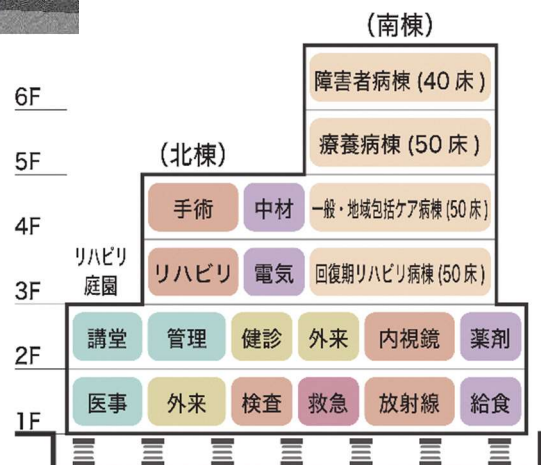 (南棟)
6F
障害者病棟(40床)
5F
療養病棟(50床)
(北棟)
4F
手術
中材
一般・地域包括ケア病棟(50床)
リハビリ
庭園
3F
リハビリ
電気
回復期リハビリ病棟(50床)
2F
講堂
管理
健診
外来
内視鏡
薬剤
1F
医事
外来
検査
救急
放射線
給食